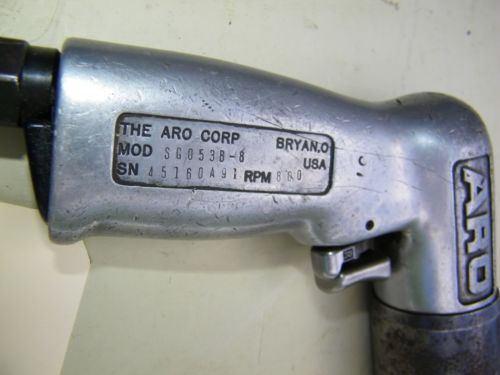 THE ARO CORP BRYAN,O
MOD SG053B-8 USA
SN 45160A91 RPM 800
ARO